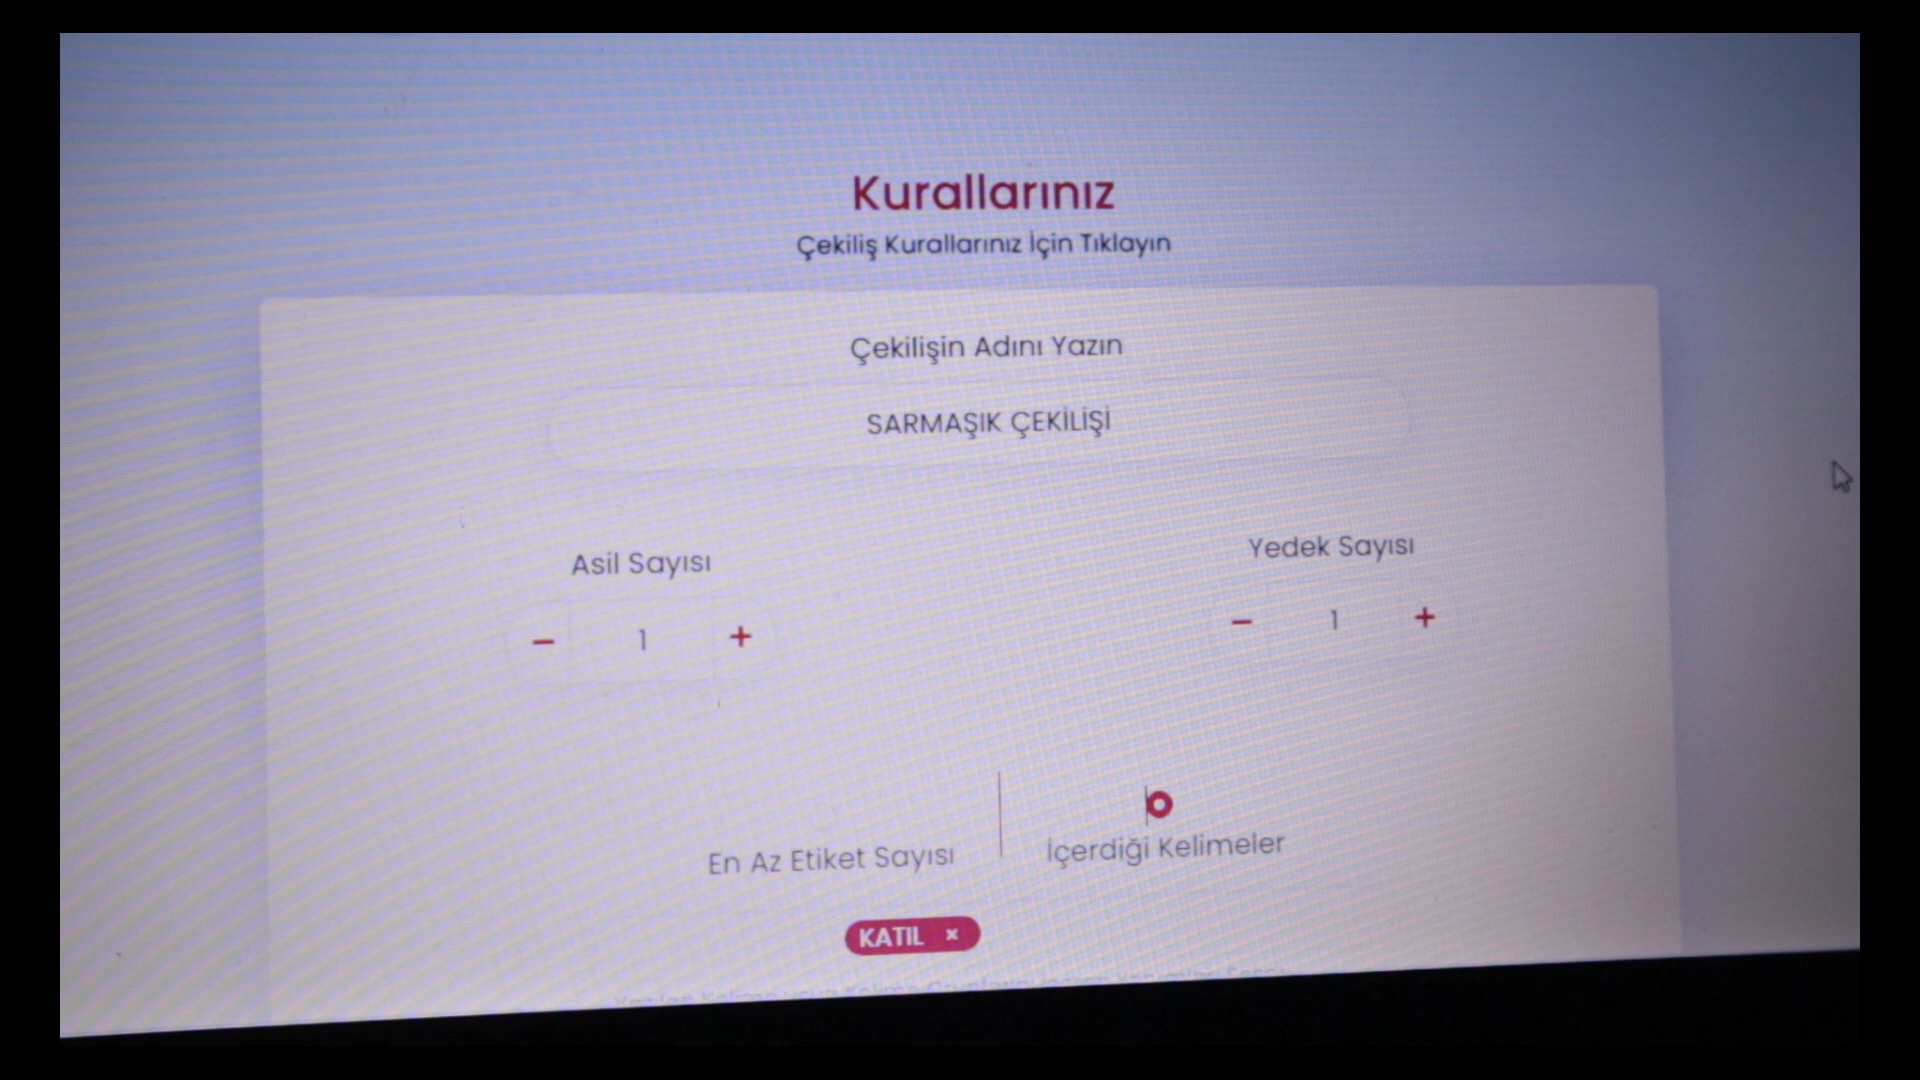 Kurallarınız
Çekiliş Kurallarınız İçin Tıklayın
Çekilişin Adını Yazın
SARMAŞIK ÇEKİLİŞİ
Asil Sayısı
Yedek Sayısı
− 1 +
− 1 +
En Az Etiket Sayısı
İçerdiği Kelimeler
KATIL ×